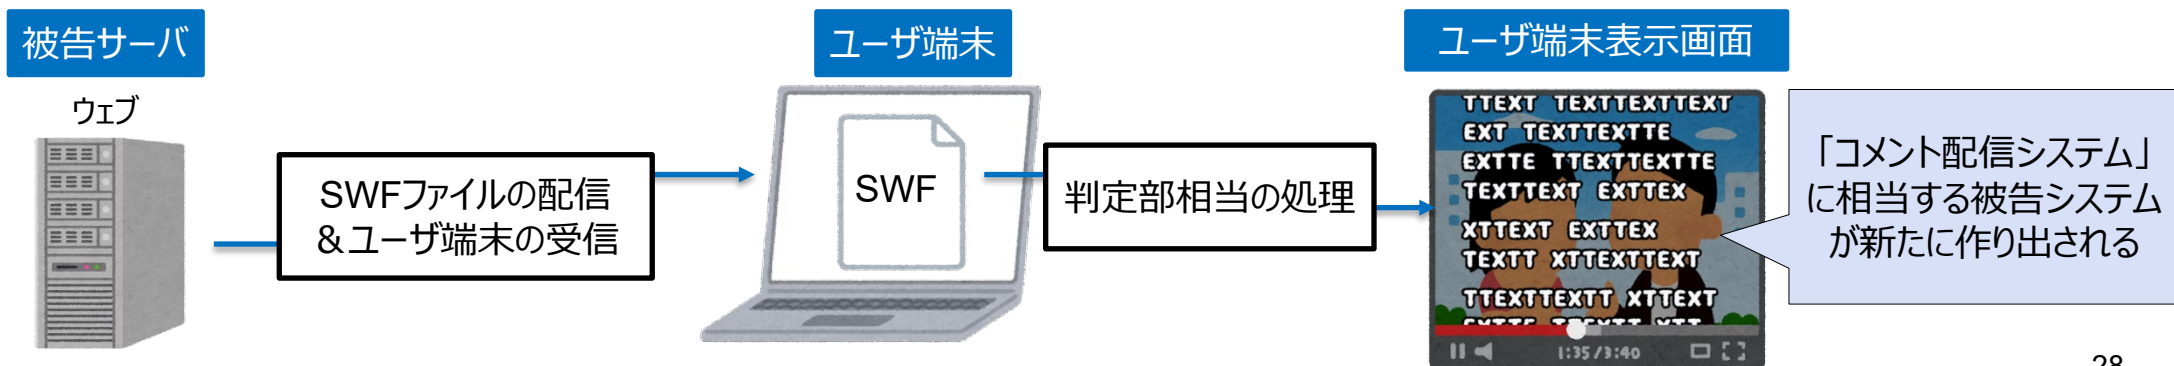 被告サーバ
ウェブ
SWFファイルの配信
＆ユーザ端末の受信
ユーザ端末
SWF
判定部相当の処理
ユーザ端末表示画面
TTEXT TEXTTEXTTEXT
EXT TEXTTEXTTE
EXTTE TTEXTTEXTTE
TEXTTEXT EXTTEX
XTTEXT EXTTEX
TEXTT XTTEXTTEXT
TTEXTTEXTT XTTEXT
1:35/3:40
「コメント配信システム」
に相当する被告システム
が新たに作り出される
28